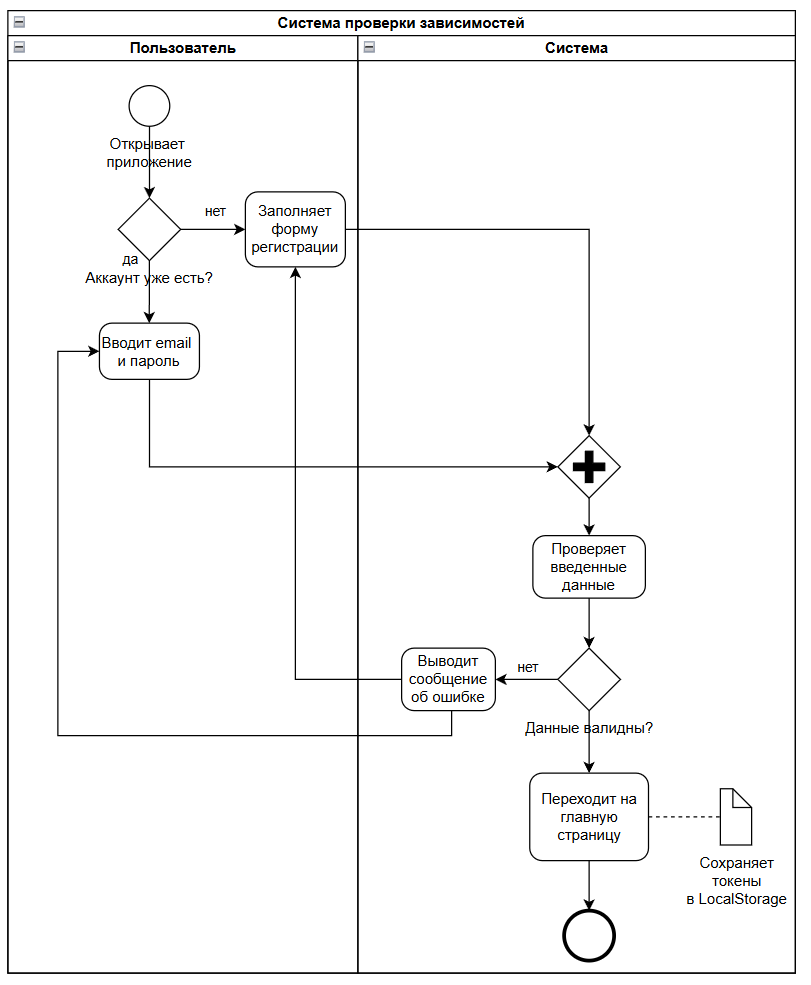 Система проверки зависимостей
Пользователь
Система
Открывает
приложение
нет
Заполняет
форму
регистрации
да
Аккаунт уже есть?
Вводит email
и пароль
Проверяет
введенные
данные
Выводит
сообщение
об ошибке
нет
Данные валидны?
Переходит на
главную
страницу
Сохраняет
токены
в LocalStorage